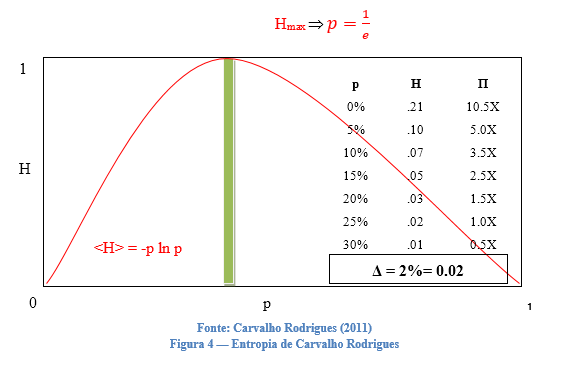 Hmax⇒p = 1/e
1
H
<H> = -p ln p
p H Π
0% .21 10.5X
5% .10 5.0X
10% .07 3.5X
15% .05 2.5X
20% .03 1.5X
25% .02 1.0X
30% .01 0.5X
Δ = 2%= 0.02
0 p 1
Fonte: Carvalho Rodrigues (2011)
Figura 4 — Entropia de Carvalho Rodrigues